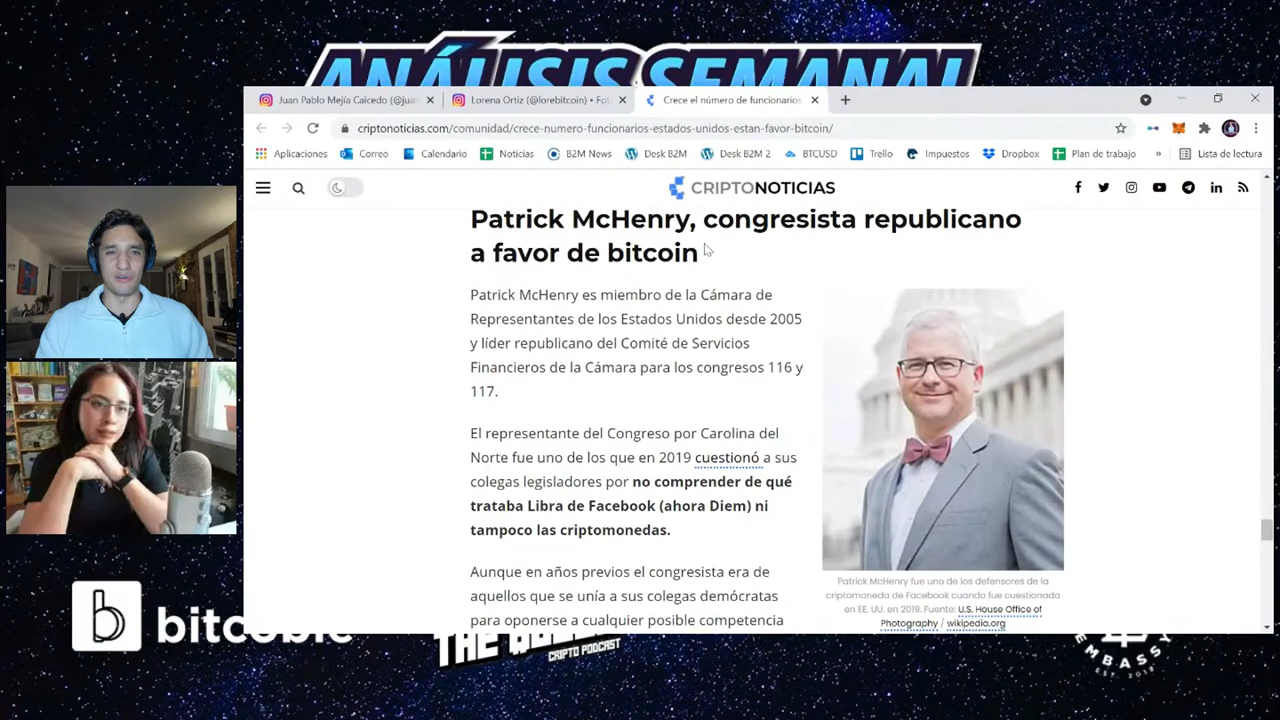 ANÁLISIS SEMANAL
Juan Pablo Mejía Caicedo (@juan
Lorena Ortiz (@lorebitcoin) • Fot
Crece el número de funcionarios
criptonoticias.com/comunidad/crece-numero-funcionarios-estados-unidos-estan-favor-bitcoin/
Aplicaciones Correo Calendario Noticias B2M News Desk B2M Desk B2M 2 BTCUSD Trello Impuestos Dropbox Plan de trabajo » Lista de lectura
CRIPTONOTICIAS
Patrick McHenry, congresista republicano
a favor de bitcoin
Patrick McHenry es miembro de la Cámara de
Representantes de los Estados Unidos desde 2005
y líder republicano del Comité de Servicios
Financieros de la Cámara para los congresos 116 y
117.
El representante del Congreso por Carolina del
Norte fue uno de los que en 2019 cuestionó a sus
colegas legisladores por no comprender de qué
trataba Libra de Facebook (ahora Diem) ni
tampoco las criptomonedas.
Aunque en años previos el congresista era de
aquellos que se unía a sus colegas demócratas
para oponerse a cualquier posible competencia
Patrick McHenry fue uno de los defensores de la
criptomoneda de Facebook cuando fue cuestionada
en EE. UU. en 2019. Fuente: U.S. House Office of
Photography / wikipedia.org
b bitcobie
THE
CRIPTO PODCAST
EMBASSY